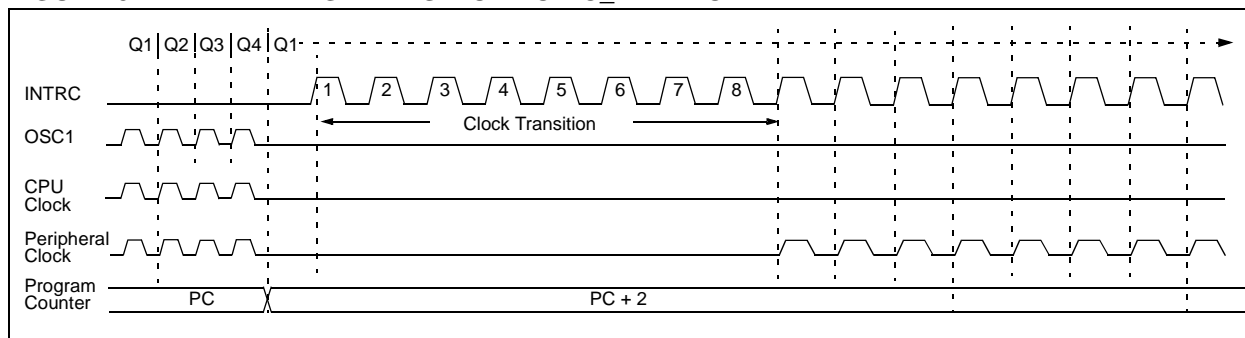 Q1 Q2 Q3 Q4 Q1
INTRC
1 2 3 4 5 6 7 8
Clock Transition
OSC1
CPU
Clock
Peripheral
Clock
Program
Counter
PC
PC + 2